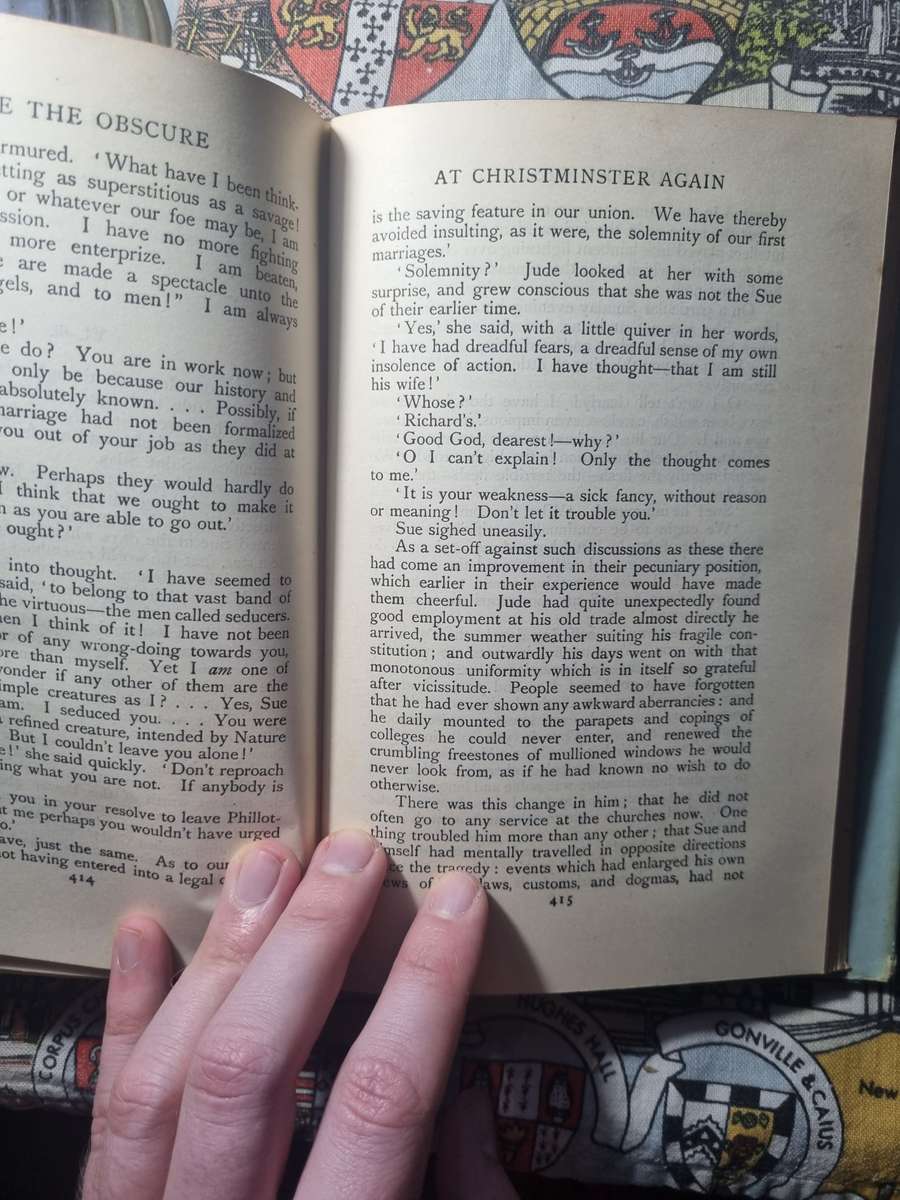 E THE OBSCURE
rmured. 'What have I been think-
tting as superstitious as a savage!
or whatever our foe may be, I am
ssion. I have no more fighting
more enterprize. I am beaten,
are made a spectacle unto the
gels, and to men!" I am always
e!'
e do? You are in work now; but
only be because our history and
absolutely known. . . . Possibly, if
marriage had not been formalized
you out of your job as they did at
w. Perhaps they would hardly do
I think that we ought to make it
n as you are able to go out.'
ought?'
into thought. 'I have seemed to
said, 'to belong to that vast band of
he virtuous—the men called seducers.
hen I think of it! I have not been
or of any wrong-doing towards you,
ore than myself. Yet I am one of
wonder if any other of them are the
imple creatures as I? . . . Yes, Sue
am. I seduced you. . . . You were
a refined creature, intended by Nature
But I couldn't leave you alone!'
e!' she said quickly. 'Don't reproach
ing what you are not. If anybody is
you in your resolve to leave Phillot-
t me perhaps you wouldn't have urged
o.'
ave, just the same. As to our
ot having entered into a legal
414
AT CHRISTMINSTER AGAIN
is the saving feature in our union. We have thereby
avoided insulting, as it were, the solemnity of our first
marriages.'
'Solemnity?' Jude looked at her with some
surprise, and grew conscious that she was not the Sue
of their earlier time.
'Yes,' she said, with a little quiver in her words,
'I have had dreadful fears, a dreadful sense of my own
insolence of action. I have thought—that I am still
his wife!'
'Whose?'
'Richard's.'
'Good God, dearest!—why?'
'O I can't explain! Only the thought comes
to me.'
'It is your weakness—a sick fancy, without reason
or meaning! Don't let it trouble you.'
Sue sighed uneasily.
As a set-off against such discussions as these there
had come an improvement in their pecuniary position,
which earlier in their experience would have made
them cheerful. Jude had quite unexpectedly found
good employment at his old trade almost directly he
arrived, the summer weather suiting his fragile con-
stitution; and outwardly his days went on with that
monotonous uniformity which is in itself so grateful
after vicissitude. People seemed to have forgotten
that he had ever shown any awkward aberrancies: and
he daily mounted to the parapets and copings of
colleges he could never enter, and renewed the
crumbling freestones of mullioned windows he would
never look from, as if he had known no wish to do
otherwise.
There was this change in him; that he did not
often go to any service at the churches now. One
thing troubled him more than any other; that Sue and
imself had mentally travelled in opposite directions
ce the tragedy: events which had enlarged his own
ews of laws, customs, and dogmas, had not
415
CORPUS C
HUGHES HALL
GONVILLE & CAIUS
New